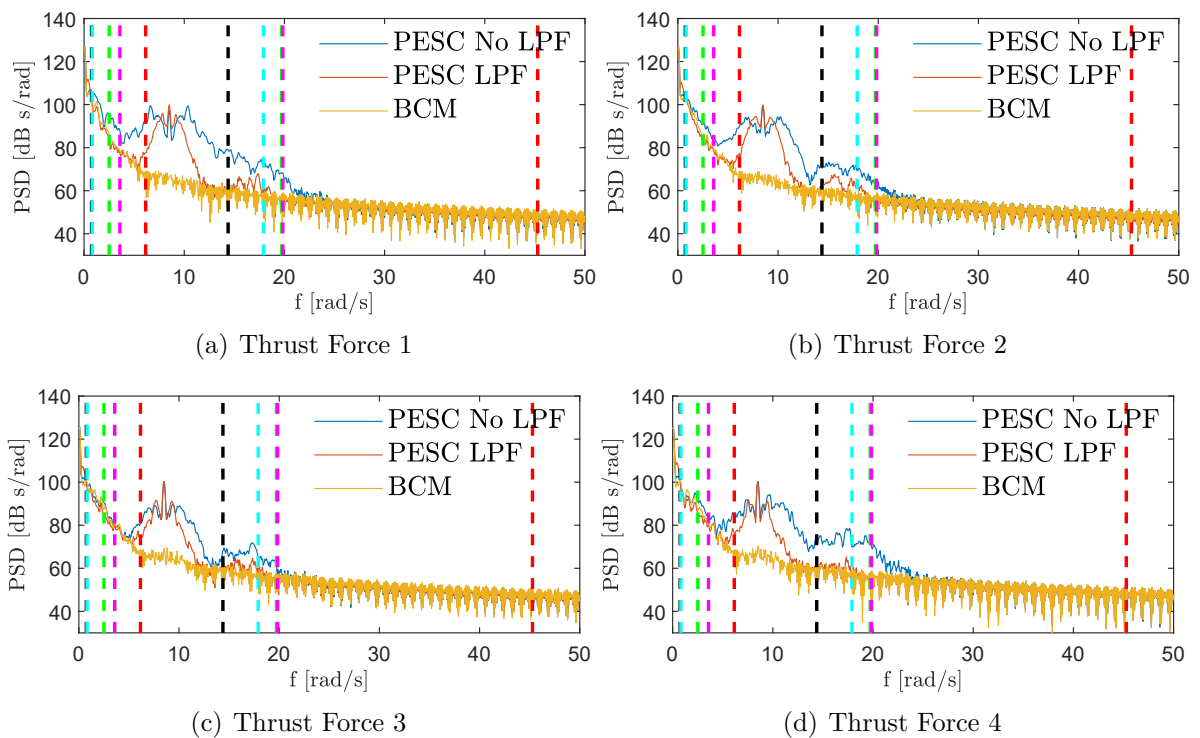 140
120
100
80
60
40
PSD [dB s/rad]
PESC No LPF
PESC LPF
BCM
0 10 20 30 40 50
f [rad/s]
(a) Thrust Force 1
140
120
100
80
60
40
PSD [dB s/rad]
PESC No LPF
PESC LPF
BCM
0 10 20 30 40 50
f [rad/s]
(b) Thrust Force 2
140
120
100
80
60
40
PSD [dB s/rad]
PESC No LPF
PESC LPF
BCM
0 10 20 30 40 50
f [rad/s]
(c) Thrust Force 3
140
120
100
80
60
40
PSD [dB s/rad]
PESC No LPF
PESC LPF
BCM
0 10 20 30 40 50
f [rad/s]
(d) Thrust Force 4